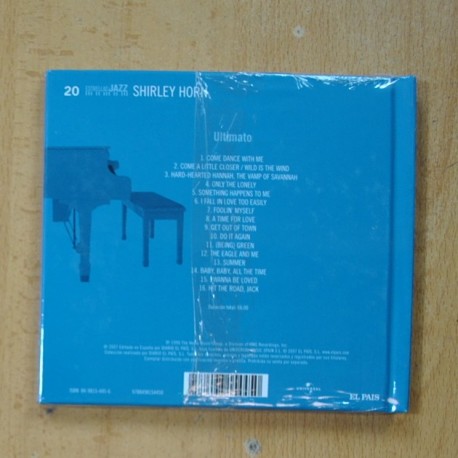 20 JAZZ SHIRLEY HORN
Ultimate
1. COME DANCE WITH ME
2. COME A LITTLE CLOSER / WILD IS THE WIND
3. HARD-HEARTED HANNAH, THE VAMP OF SAVANNAH
4. ONLY THE LONELY
5. SOMETHING HAPPENS TO ME
6. I FALL IN LOVE TOO EASILY
7. FOOLIN' MYSELF
8. A TIME FOR LOVE
9. GET OUT OF TOWN
10. DO IT AGAIN
11. (BEING) GREEN
12. THE EAGLE AND ME
13. SUMMER
14. BABY, BABY, ALL THE TIME
15. I WANNA BE LOVED
16. HIT THE ROAD, JACK
UNIVERSAL
EL PAIS